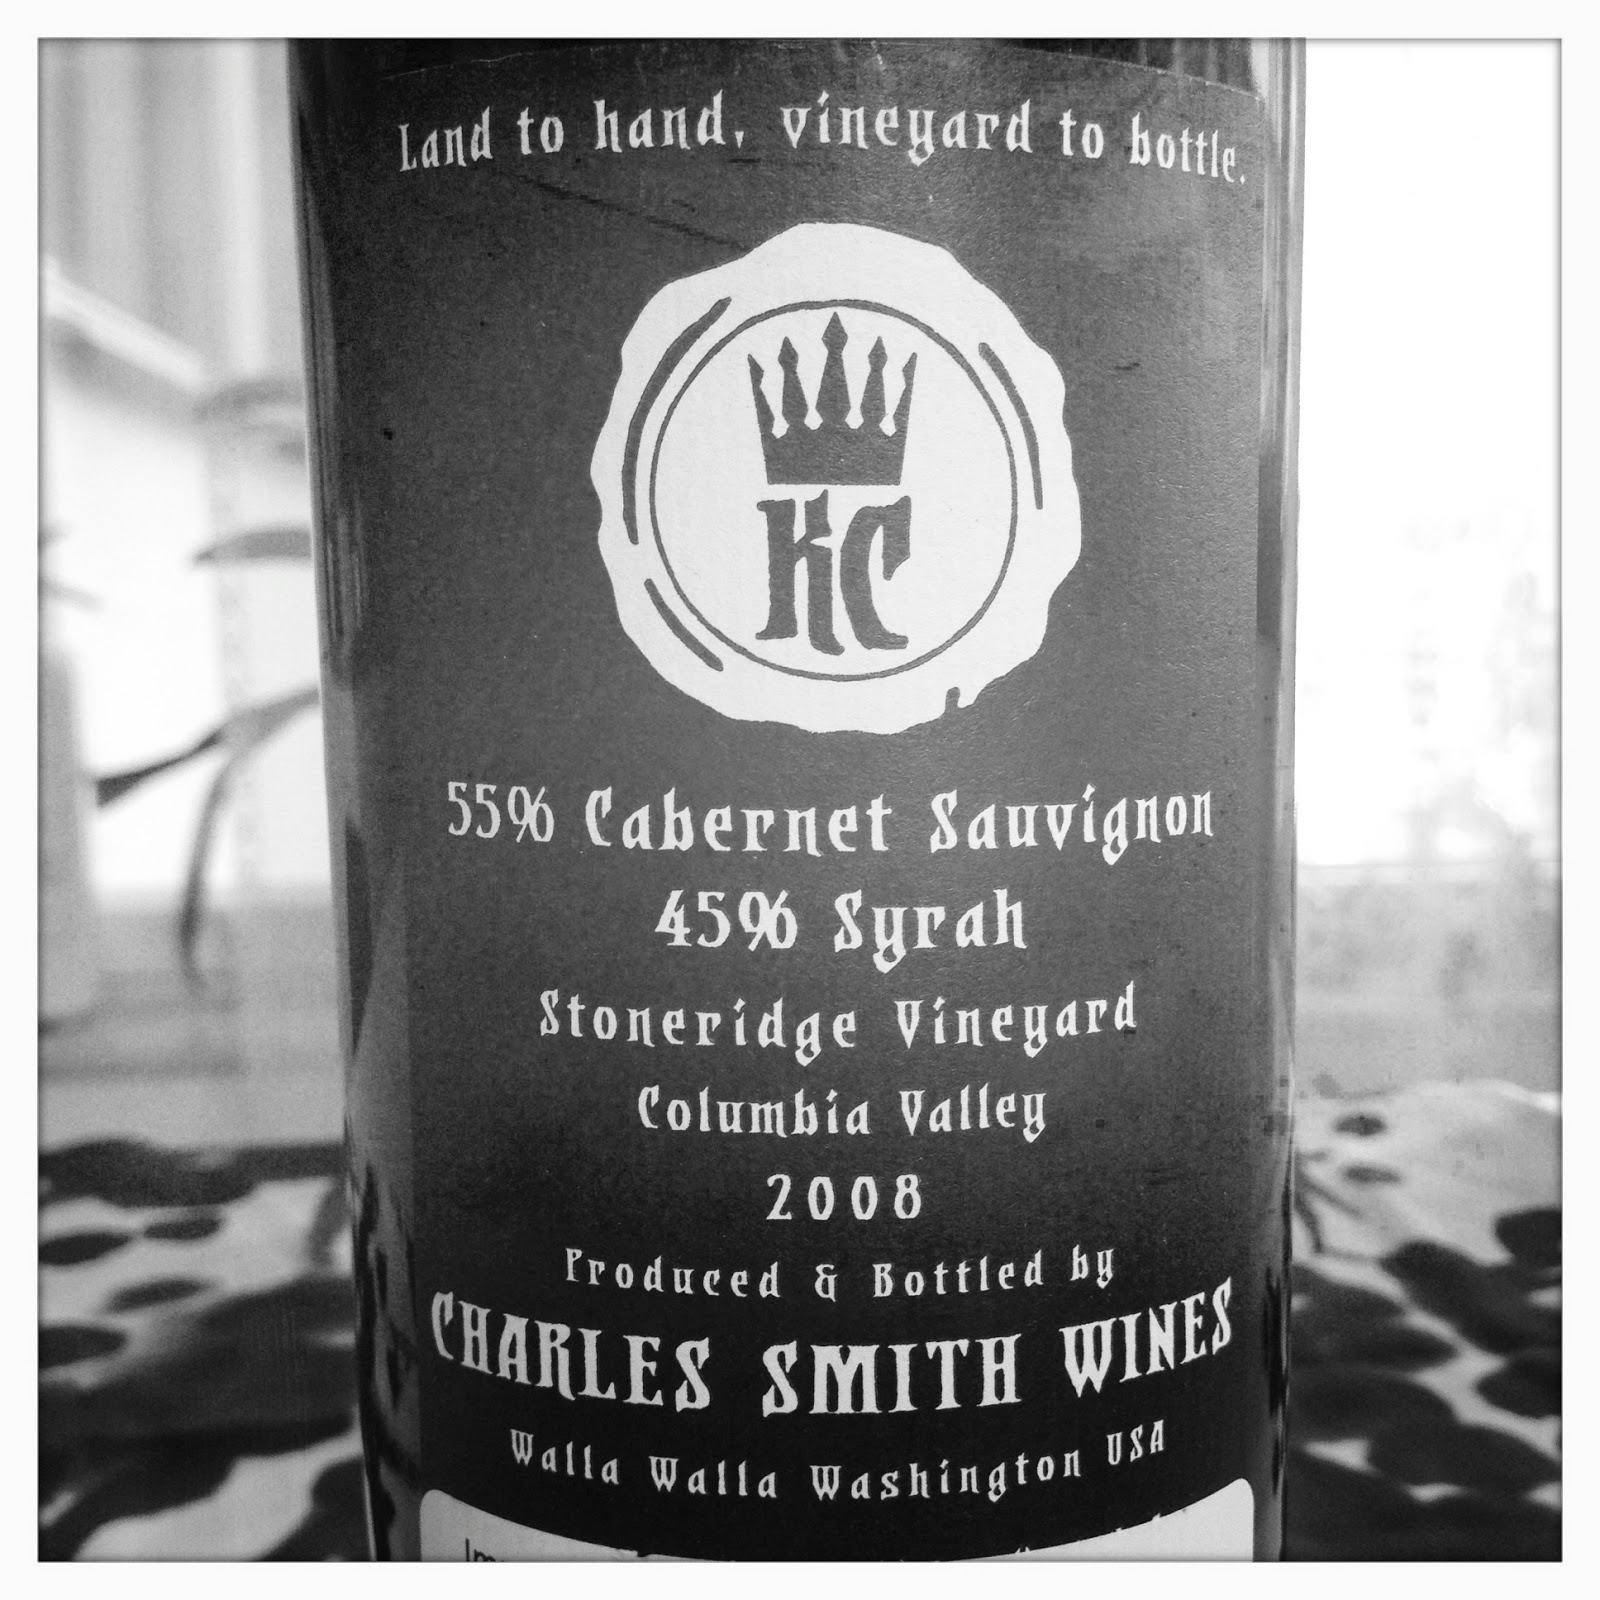 Land to hand, vineyard to bottle.
KC
55% Cabernet Sauvignon
45% Syrah
Stoneridge Vineyard
Columbia Valley
2008
Produced & Bottled by
CHARLES SMITH WINES
Walla Walla Washington USA